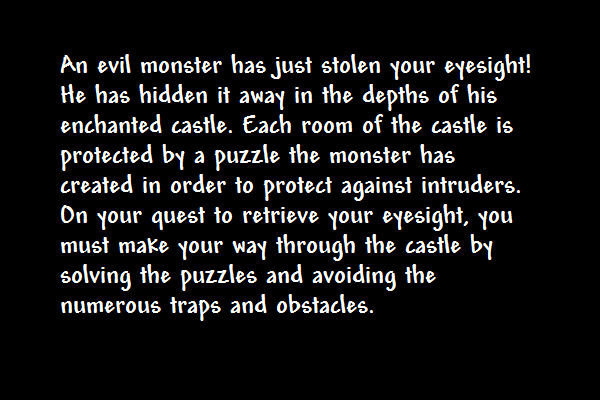 An evil monster has just stolen your eyesight!
He has hidden it away in the depths of his
enchanted castle. Each room of the castle is
protected by a puzzle the monster has
created in order to protect against intruders.
On your quest to retrieve your eyesight, you
must make your way through the castle by
solving the puzzles and avoiding the
numerous traps and obstacles.